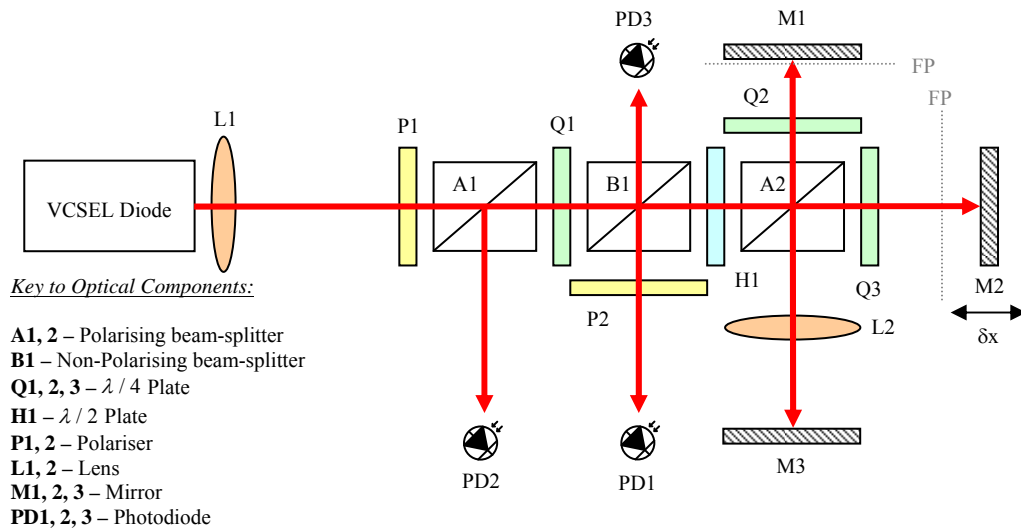 PD3
M1
FP
Q2
FP
L1
P1
Q1
A1
B1
A2
VCSEL Diode
H1
Q3
M2
P2
L2
δx
Key to Optical Components:
A1, 2 – Polarising beam-splitter
B1 – Non-Polarising beam-splitter
Q1, 2, 3 – λ / 4 Plate
H1 – λ / 2 Plate
P1, 2 – Polariser
L1, 2 – Lens
M1, 2, 3 – Mirror
PD1, 2, 3 – Photodiode
PD2
PD1
M3